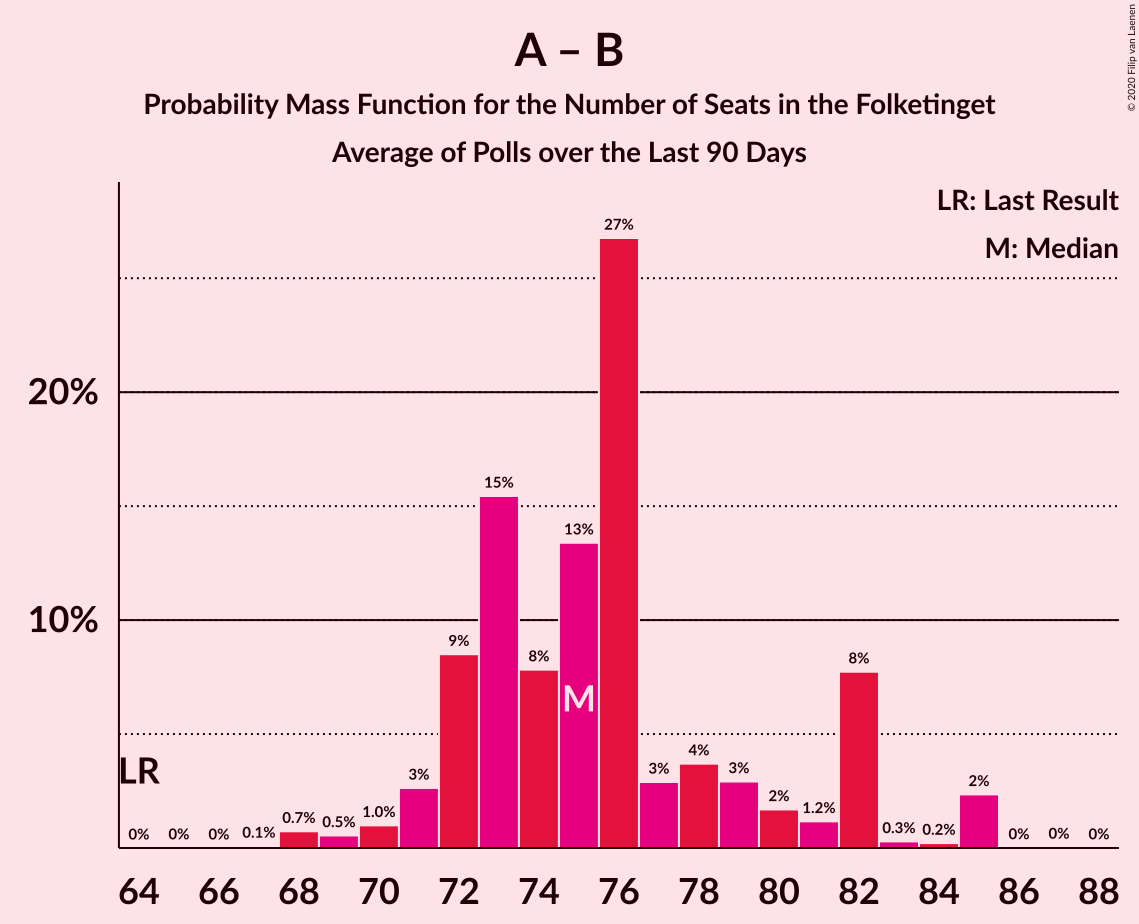 A – B
Probability Mass Function for the Number of Seats in the Folketinget
Average of Polls over the Last 90 Days
© 2020 Filip van Laenen
LR: Last Result
M: Median
27%
20%
15%
13%
10%
9%
8%
8%
M
4%
LR
3%
3%
3%
2%
2%
0% 0% 0% 0.1% 0.7% 0.5% 1.0% 1.2% 0.3% 0.2% 0% 0% 0%
64 66 68 70 72 74 76 78 80 82 84 86 88